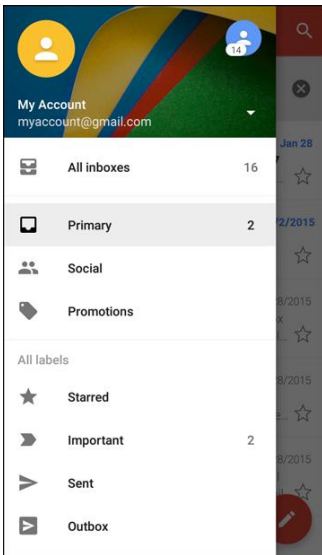 14
My Account
myaccount@gmail.com
Jan 28
All inboxes 16
Primary 2
/2/2015
Social
8/2015
Promotions
All labels
8/2015
Starred
Important 2
8/2015
Sent
Outbox